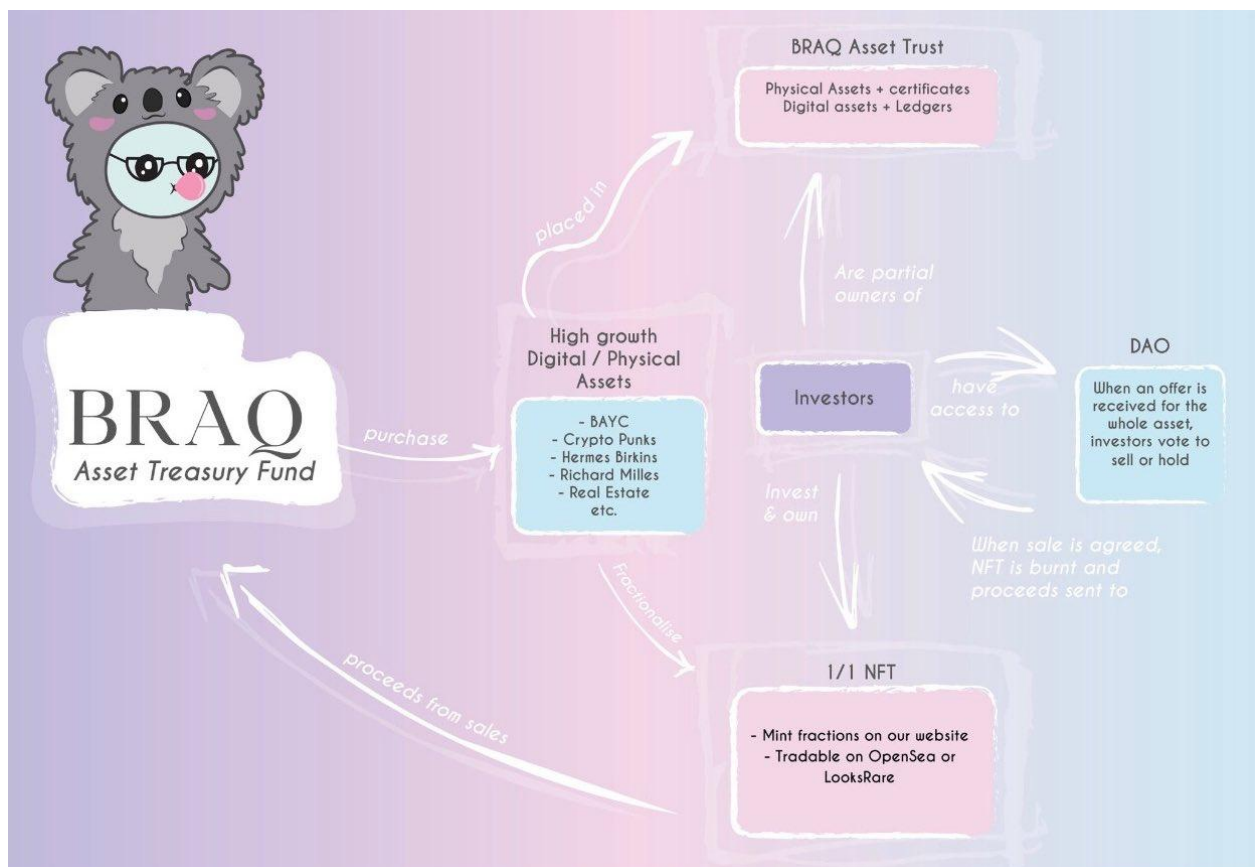 BRAQ Asset Trust
Physical Assets + certificates
Digital assets + Ledgers
placed in
Are partial
owners of
High growth
Digital / Physical
Assets
- BAYC
- Crypto Punks
- Hermes Birkins
- Richard Milles
- Real Estate
etc.
BRAQ
Asset Treasury Fund
purchase
Investors
have
access to
DAO
When an offer is
received for the
whole asset,
investors vote to
sell or hold
Invest
& own
When sale is agreed,
NFT is burnt and
proceeds sent to
Fractionalise
proceeds from sales
1/1 NFT
- Mint fractions on our website
- Tradable on OpenSea or
LooksRare